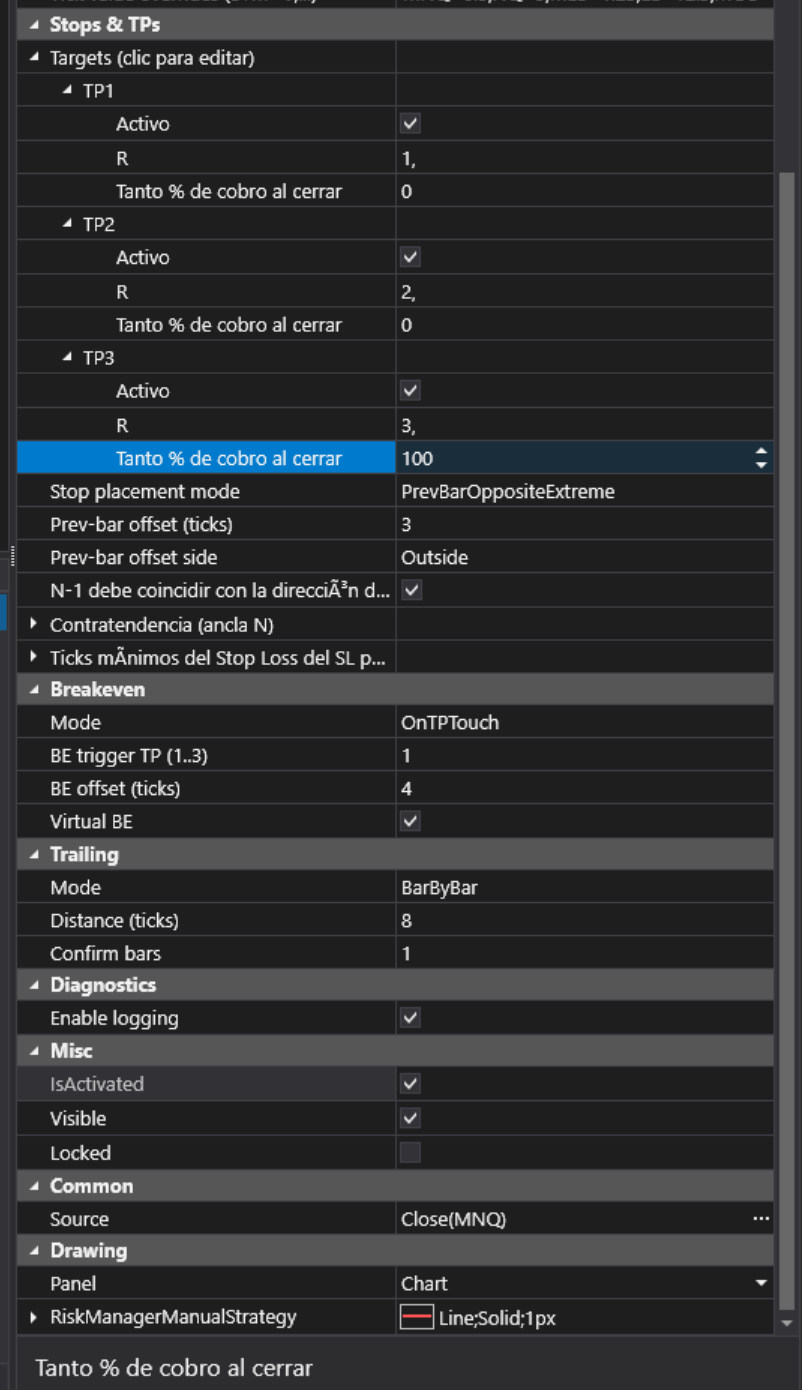 Stops & TPs
Targets (clic para editar)
TP1
Activo
R 1,
Tanto % de cobro al cerrar 0
TP2
Activo
R 2,
Tanto % de cobro al cerrar 0
TP3
Activo
R 3,
Tanto % de cobro al cerrar 100
Stop placement mode PrevBarOppositeExtreme
Prev-bar offset (ticks) 3
Prev-bar offset side Outside
N-1 debe coincidir con la direcciÃ³n d...
Contratendencia (ancla N)
Ticks mÃnimos del Stop Loss del SL p...
Breakeven
Mode OnTPTouch
BE trigger TP (1..3) 1
BE offset (ticks) 4
Virtual BE
Trailing
Mode BarByBar
Distance (ticks) 8
Confirm bars 1
Diagnostics
Enable logging
Misc
IsActivated
Visible
Locked
Common
Source Close(MNQ) ...
Drawing
Panel Chart
RiskManagerManualStrategy Line;Solid;1px
Tanto % de cobro al cerrar